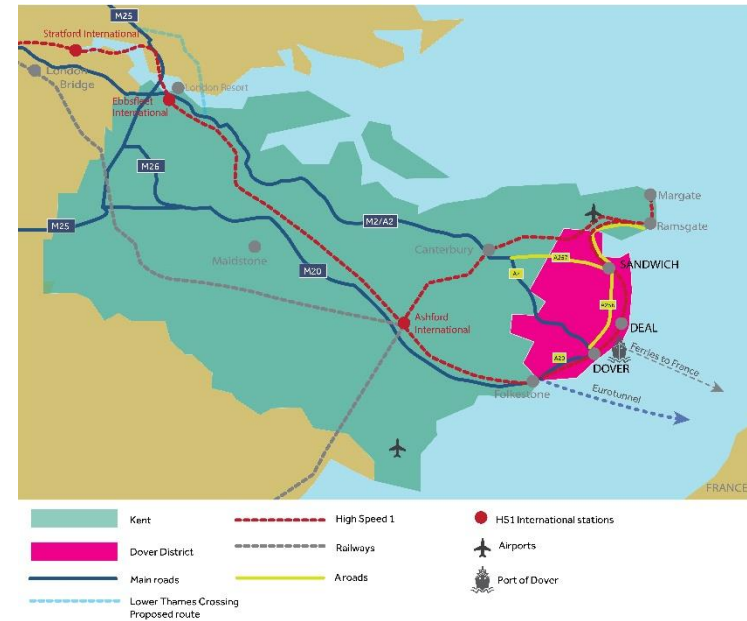 M25
Stratford International
London
Bridge
London Resort
Ebbsfleet
International
M26
M25
Maidstone
M20
M2/A2
Canterbury
Margate
Ramsgate
A257
SANDWICH
A2
A256
DEAL
Ashford
International
A20
DOVER
Ferries to France
Folkestone
Eurotunnel
FRANCE
Kent
High Speed 1
HS1 International stations
Dover District
Railways
Airports
Main roads
A roads
Port of Dover
Lower Thames Crossing
Proposed route